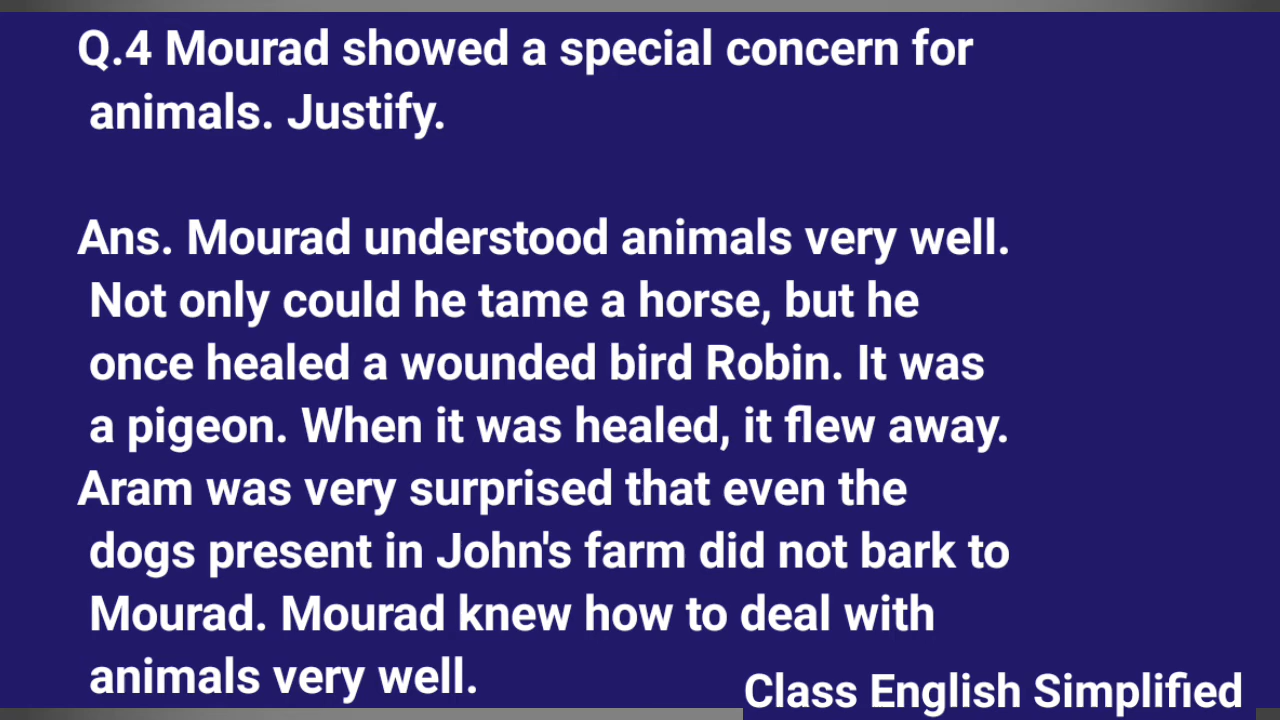 Q.4 Mourad showed a special concern for
animals. Justify.
Ans. Mourad understood animals very well.
Not only could he tame a horse, but he
once healed a wounded bird Robin. It was
a pigeon. When it was healed, it flew away.
Aram was very surprised that even the
dogs present in John's farm did not bark to
Mourad. Mourad knew how to deal with
animals very well.
Class English Simplified